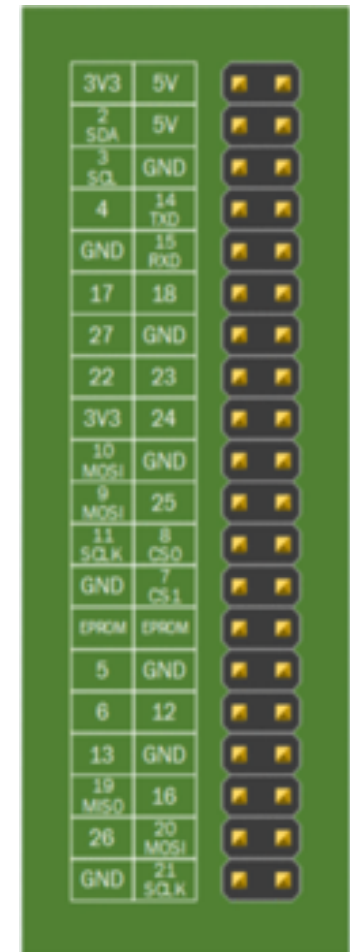 3V3 5V
2 SDA 5V
3 SCL GND
4 14 TXD
GND 15 RXD
17 18
27 GND
22 23
3V3 24
10 MOSI GND
9 MOSI 25
11 SCLK 8 CS0
GND 7 CS1
EPROM EPROM
5 GND
6 12
13 GND
19 MISO 16
26 20 MOSI
GND 21 SCLK